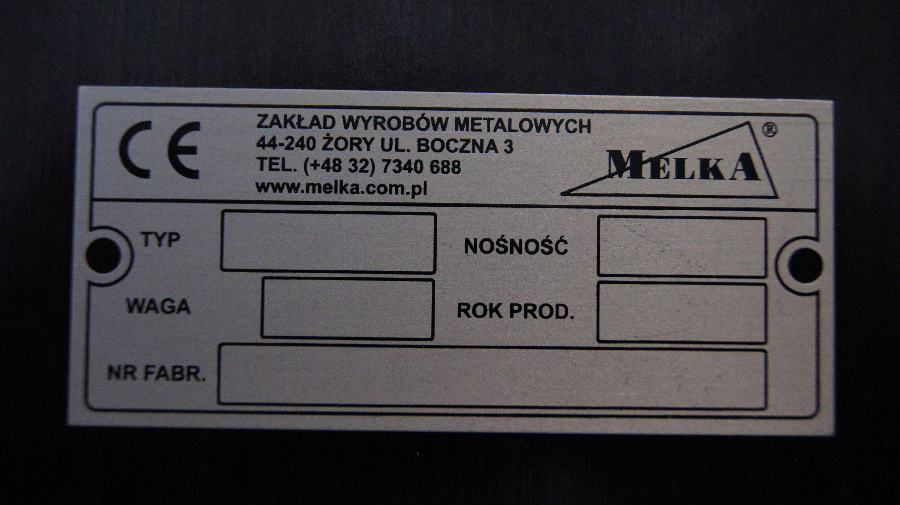 CE
ZAKŁAD WYROBÓW METALOWYCH
44-240 ŻORY UL. BOCZNA 3
TEL. (+48 32) 7340 688
www.melka.com.pl
MELKA ®
TYP
NOŚNOŚĆ
WAGA
ROK PROD.
NR FABR.